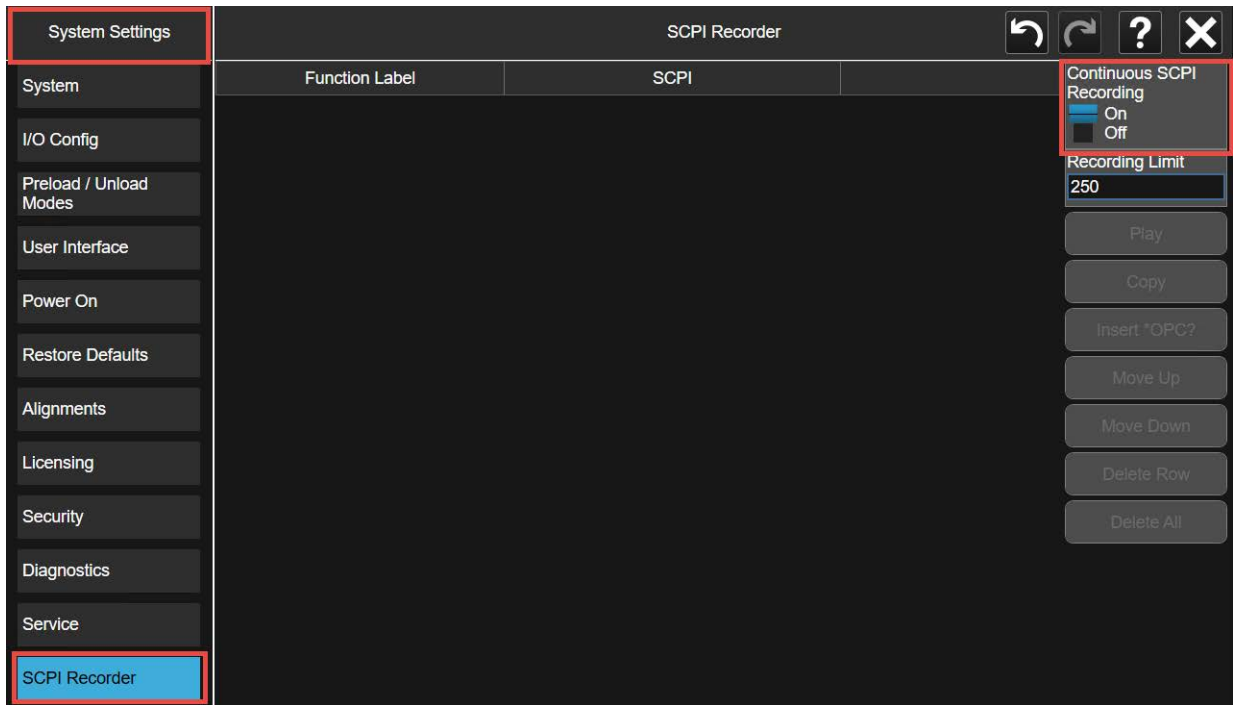 System Settings
SCPI Recorder
?
Function Label
SCPI
System
I/O Config
Preload / Unload
Modes
User Interface
Power On
Restore Defaults
Alignments
Licensing
Security
Diagnostics
Service
SCPI Recorder
Continuous SCPI
Recording
On
Off
Recording Limit
250
Play
Copy
Insert *OPC?
Move Up
Move Down
Delete Row
Delete All